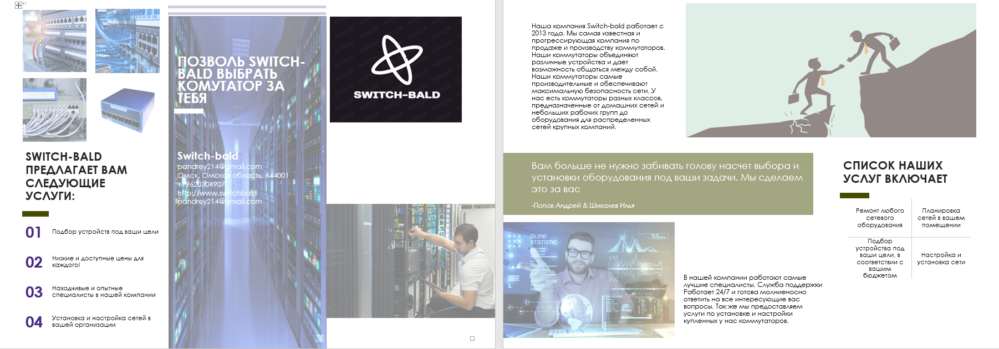 SWITCH-BALD
ПРЕДЛАГАЕТ ВАМ
СЛЕДУЮЩИЕ
УСЛУГИ:
01 Подбор устройств под ваши цели
02 Низкие и доступные цены для
каждого!
03 Находчивые и опытные
специалисты в нашей компании
04 Установка и настройка сетей в
вашей организации
ПОЗВОЛЬ SWITCH-
BALD ВЫБРАТЬ
КОМУТАТОР ЗА
ТЕБЯ
Switch-bald
pandrey214@gmail.com
Омск, Омская область, 644001
+79620304907
http://www.switchbald
pandrey214@gmail.com
SWITCH-BALD
Наша компания Switch-bald работает с
2013 года. Мы самая известная и
прогрессирующая компания по
продаже и производству коммутаторов.
Наши коммутаторы объединяют
различные устройства и дает
возможность общаться между собой.
Наши коммутаторы самые
производительные и обеспечивают
максимальную безопасность сети. У
нас есть коммутаторы разных классов,
предназначенные от домашних сетей и
небольших рабочих групп до
оборудования для распределенных
сетей крупных компаний.
Вам больше не нужно забивать голову насчет выбора и
установки оборудования под ваши задачи. Мы сделаем
это за вас
-Попов Андрей & Шихалев Илья
OLINE
STATISTIC
В нашей компании работают самые
лучшие специалисты. Служба поддержки
Работает 24/7 и готова молниеносно
ответить на все интересующие вас
вопросы. Также мы предоставляем
услуги по установке и настройки
купленных у нас коммутаторов.
СПИСОК НАШИХ
УСЛУГ ВКЛЮЧАЕТ
Ремонт любого
сетевого
оборудования
Планировка
сетей в вашем
помещении
Подбор
устройства под
ваши цели, в
соответствии с
вашим
бюджетом
Настройка и
установка сети